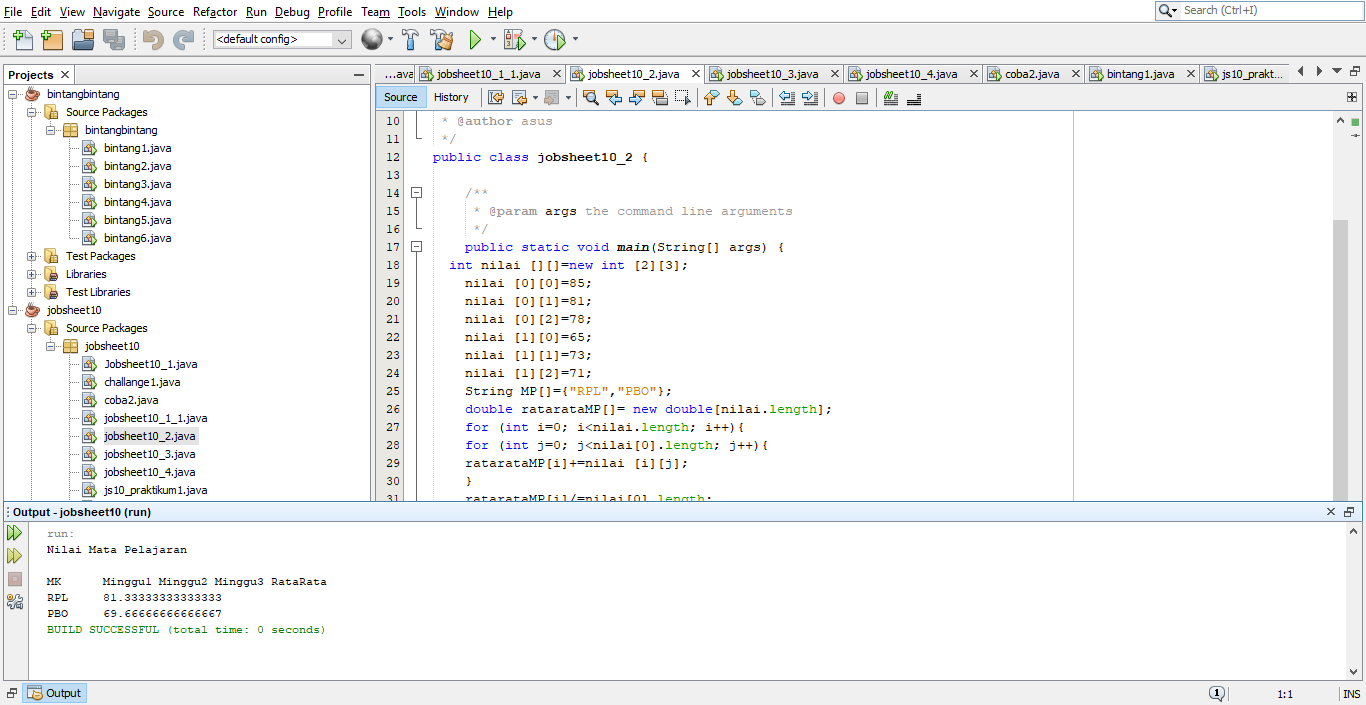 File Edit View Navigate Source Refactor Run Debug Profile Team Tools Window Help
Search (Ctrl+I)
<default config>
Projects
bintangbintang
Source Packages
bintangbintang
bintang1.java
bintang2.java
bintang3.java
bintang4.java
bintang5.java
bintang6.java
Test Packages
Libraries
Test Libraries
jobsheet10
Source Packages
jobsheet10
Jobsheet10_1.java
challange1.java
coba2.java
jobsheet10_1_1.java
jobsheet10_2.java
jobsheet10_3.java
jobsheet10_4.java
js10_praktikum1.java
...ava jobsheet10_1_1.java jobsheet10_2.java jobsheet10_3.java jobsheet10_4.java coba2.java bintang1.java js10_prakt...
Source History
10 * @author asus
11 */
12 public class jobsheet10_2 {
13
14 /**
15 * @param args the command line arguments
16 */
17 public static void main(String[] args) {
18 int nilai [][]=new int [2][3];
19 nilai [0][0]=85;
20 nilai [0][1]=81;
21 nilai [0][2]=78;
22 nilai [1][0]=65;
23 nilai [1][1]=73;
24 nilai [1][2]=71;
25 String MP[]={"RPL","PBO"};
26 double ratarataMP[]= new double[nilai.length];
27 for (int i=0; i<nilai.length; i++){
28 for (int j=0; j<nilai[0].length; j++){
29 ratarataMP[i]+=nilai [i][j];
30 }
31 ratarataMP[i]/=nilai[0].length;
Output - jobsheet10 (run)
run:
Nilai Mata Pelajaran
MK Minggu1 Minggu2 Minggu3 RataRata
RPL 81.33333333333333
PBO 69.66666666666667
BUILD SUCCESSFUL (total time: 0 seconds)
Output
1
1:1
INS